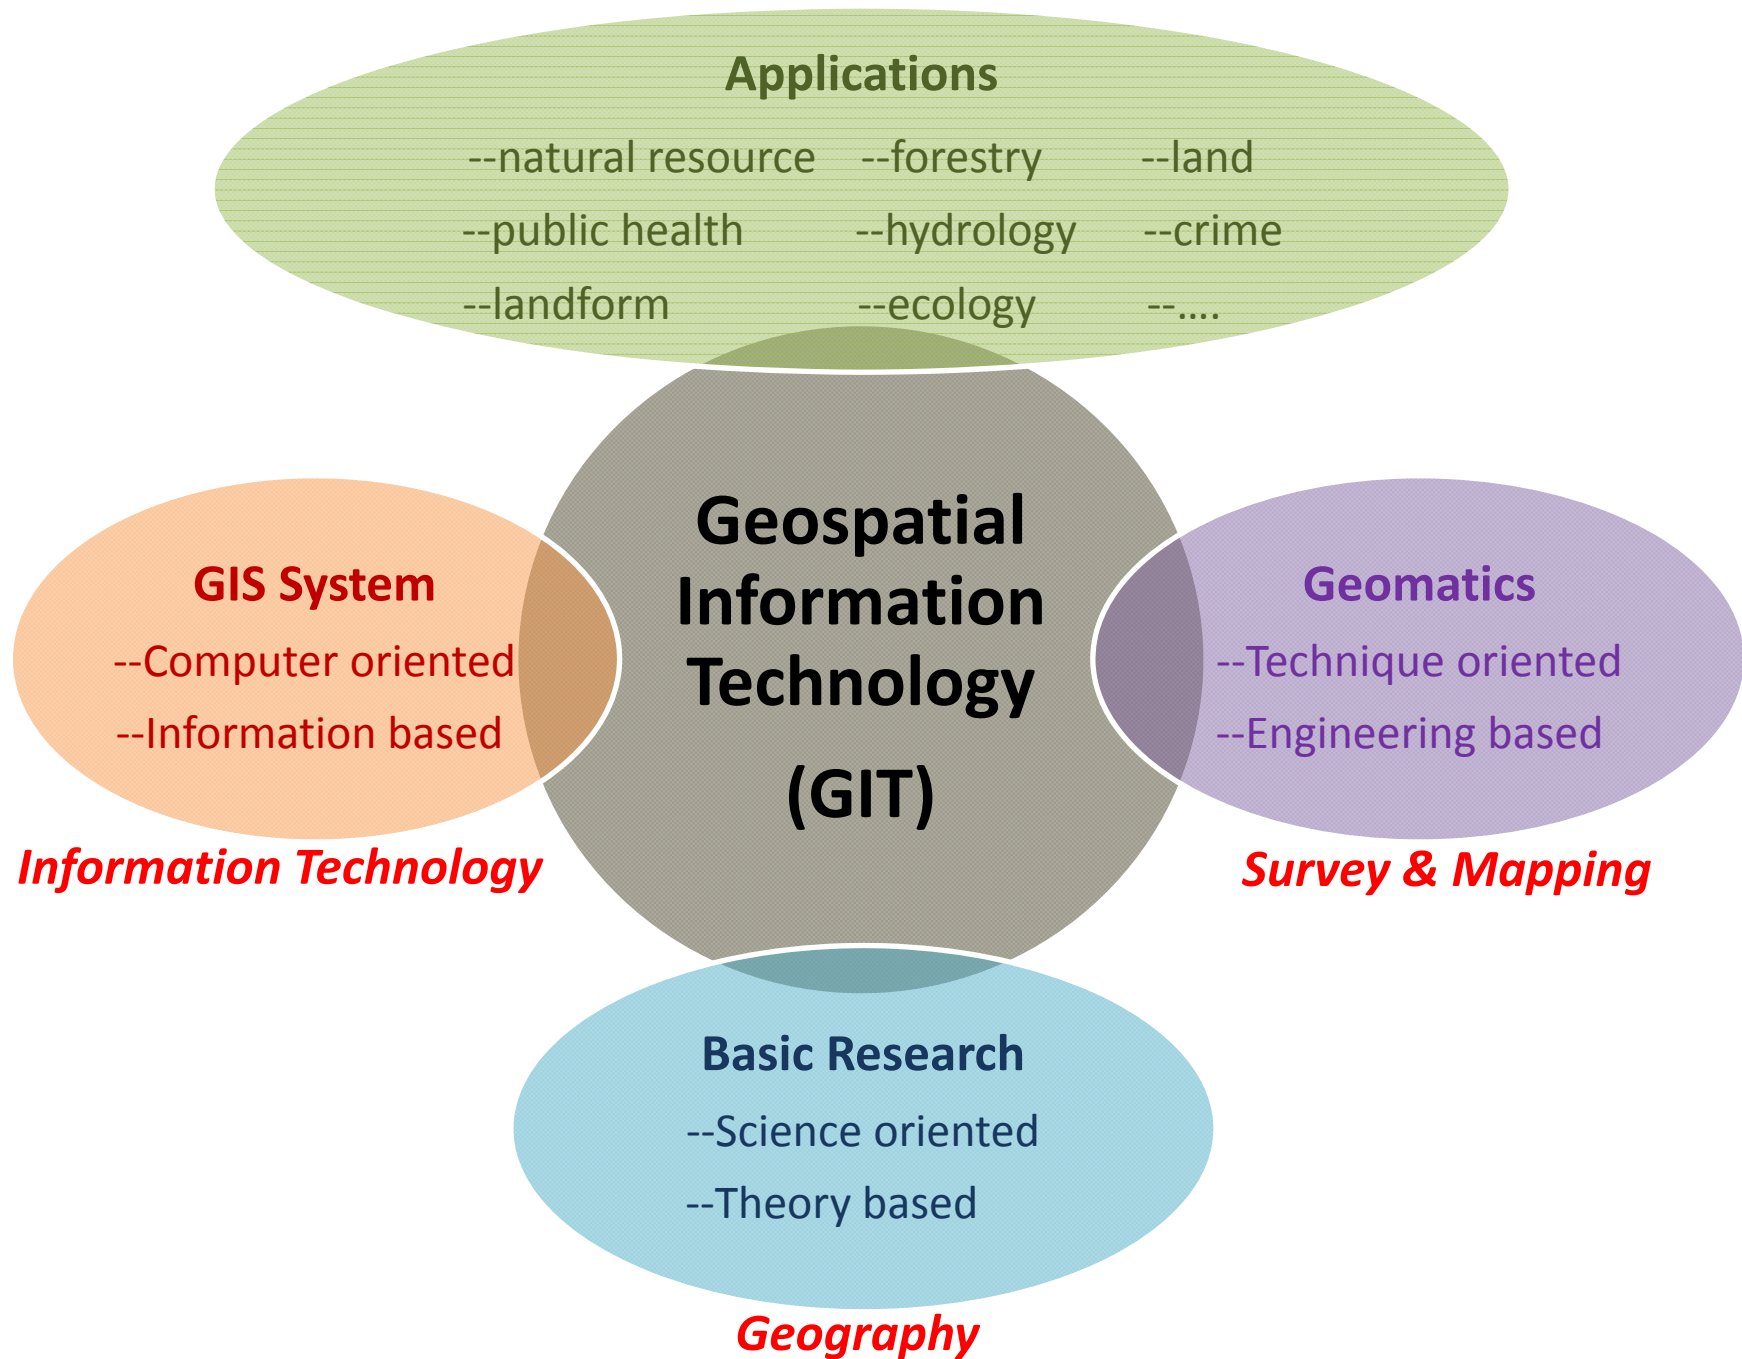 Applications
--natural resource --forestry --land
--public health --hydrology --crime
--landform --ecology --....
Geospatial
Information
Technology
(GIT)
GIS System
--Computer oriented
--Information based
Information Technology
Geomatics
--Technique oriented
--Engineering based
Survey & Mapping
Basic Research
--Science oriented
--Theory based
Geography